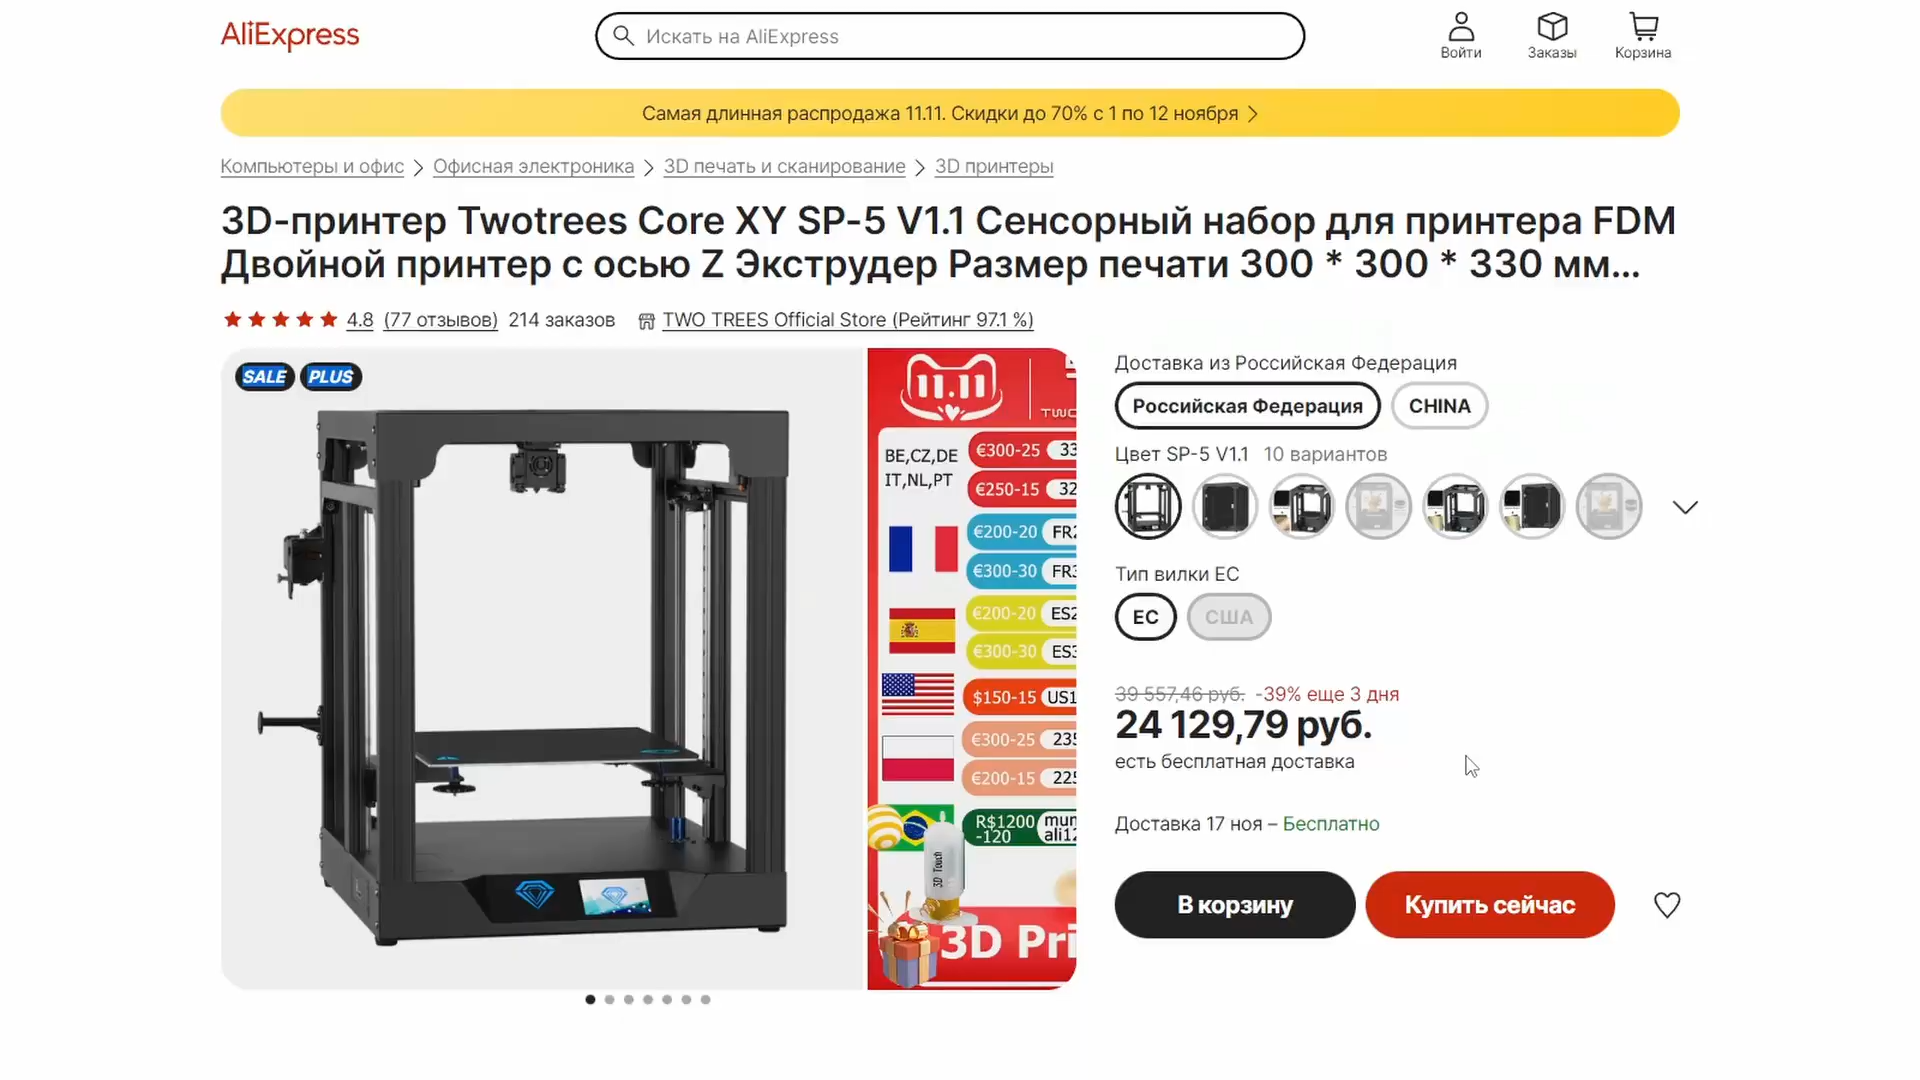 AliExpress
Искать на AliExpress
Войти
Заказы
Корзина
Самая длинная распродажа 11.11. Скидки до 70% с 1 по 12 ноября
Компьютеры и офис
Офисная электроника
3D печать и сканирование
3D принтеры
3D-принтер Twotrees Core XY SP-5 V1.1 Сенсорный набор для принтера FDM
Двойной принтер с осью Z Экструдер Размер печати 300 * 300 * 330 мм...
4.8 (77 отзывов) 214 заказов TWO TREES Official Store (Рейтинг 97.1 %)
SALE PLUS
11.11
BE,CZ,DE
IT,NL,PT
€300-25
€250-15
€200-20
€300-30
€200-20
€300-30
$150-15 US1
€300-25
€200-15
R$1200
-120
3D Touch
3D Pri
Доставка из Российская Федерация
Российская Федерация
CHINA
Цвет SP-5 V1.1 10 вариантов
Тип вилки ЕС
ЕС
США
39 557,46 руб. -39% еще 3 дня
24 129,79 руб.
есть бесплатная доставка
Доставка 17 ноя – Бесплатно
В корзину
Купить сейчас